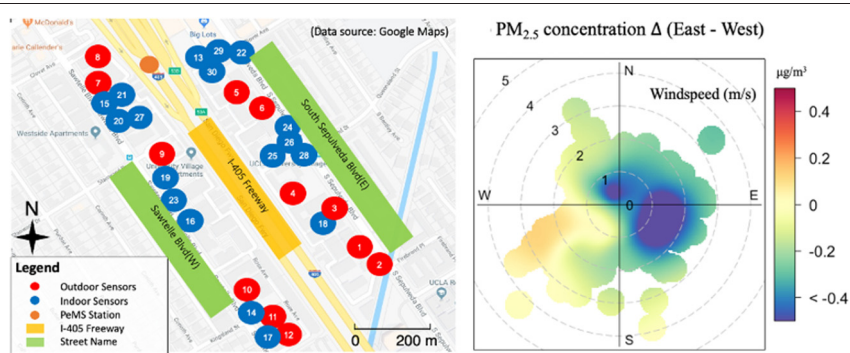 McDonald's
Big Lots
(Data source: Google Maps)
8
7
15
21
20
27
Westside Apartments
9
19
23
16
13
29
22
30
5
6
24
26
25
28
4
3
18
1
2
10
14
11
12
17
South Sepulveda Blvd(E)
I-405 Freeway
Sawtelle Blvd(W)
N
Legend
Outdoor Sensors
Indoor Sensors
PeMS Station
I-405 Freeway
Street Name
0 200 m
PM2.5 concentration Δ (East - West)
Windspeed (m/s)
μg/m³
N
W
E
S
5
4
3
2
1
0
0.4
0.2
0
-0.2
< -0.4